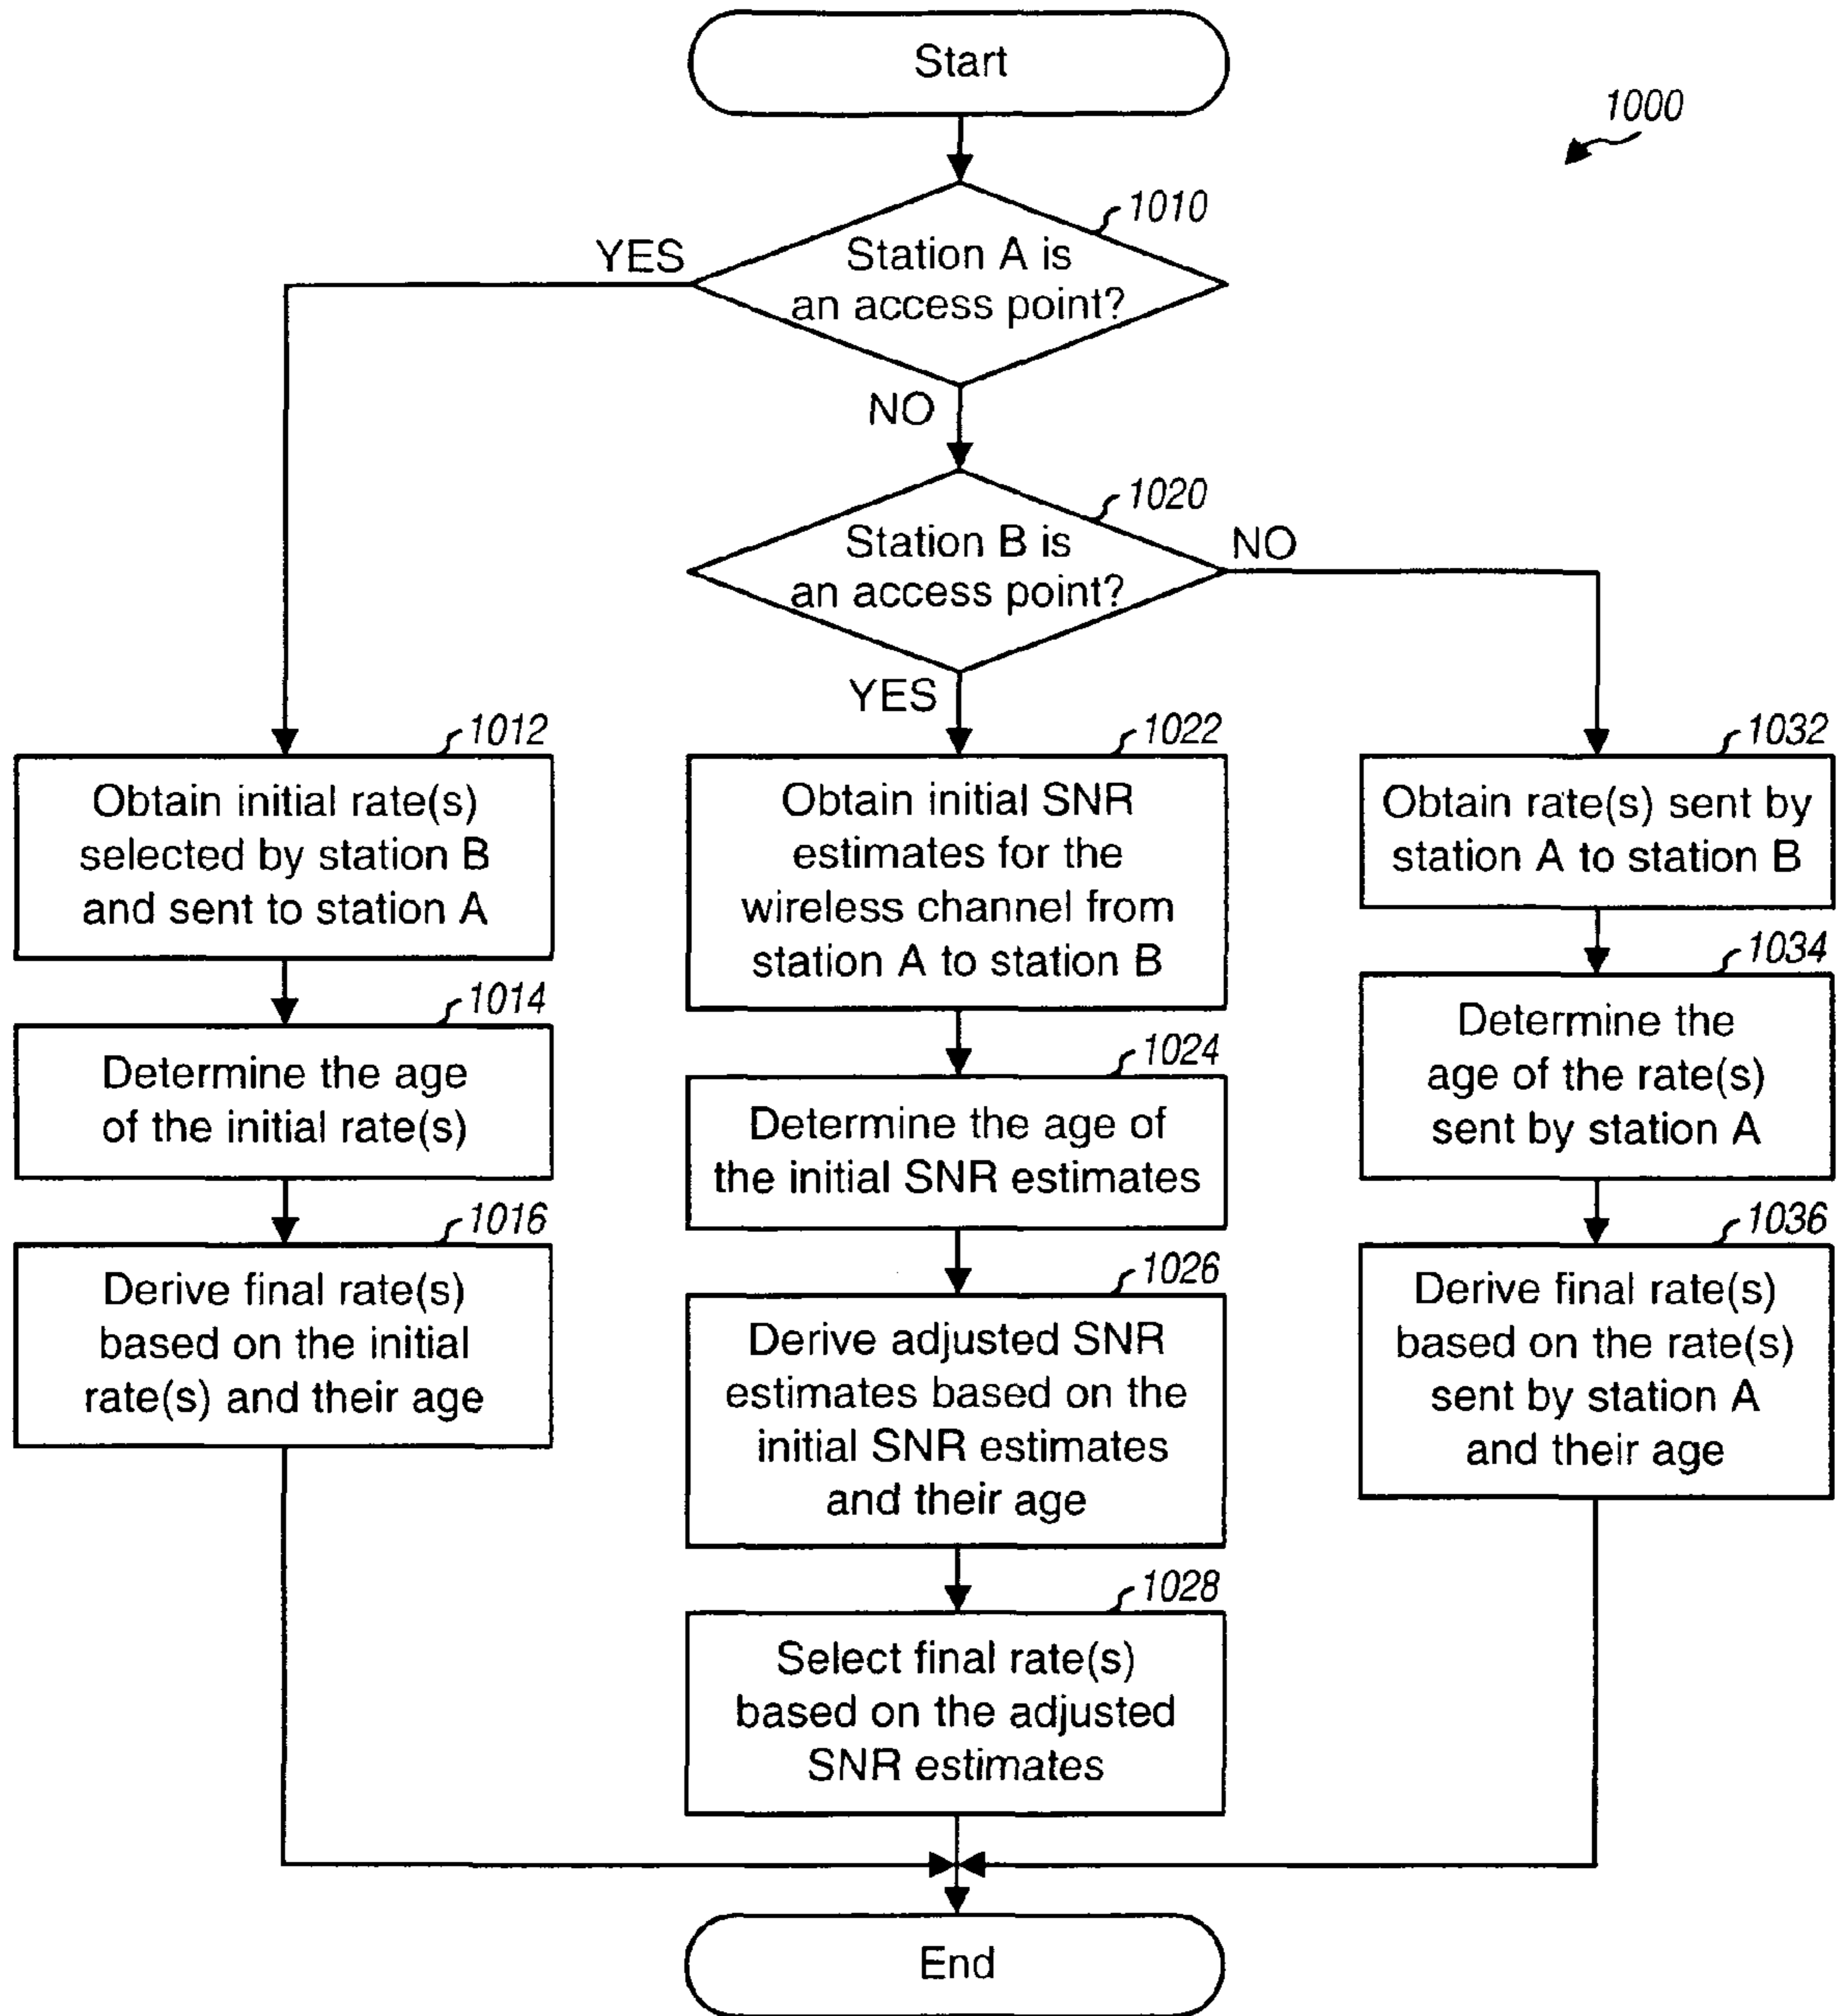 Start
1000
1010
Station A is
an access point?
YES
NO
1020
Station B is
an access point?
NO
YES
1012
Obtain initial rate(s)
selected by station B
and sent to station A
1014
Determine the age
of the initial rate(s)
1016
Derive final rate(s)
based on the initial
rate(s) and their age
1022
Obtain initial SNR
estimates for the
wireless channel from
station A to station B
1024
Determine the age of
the initial SNR estimates
1026
Derive adjusted SNR
estimates based on the
initial SNR estimates
and their age
1028
Select final rate(s)
based on the adjusted
SNR estimates
1032
Obtain rate(s) sent by
station A to station B
1034
Determine the
age of the rate(s)
sent by station A
1036
Derive final rate(s)
based on the rate(s)
sent by station A
and their age
End